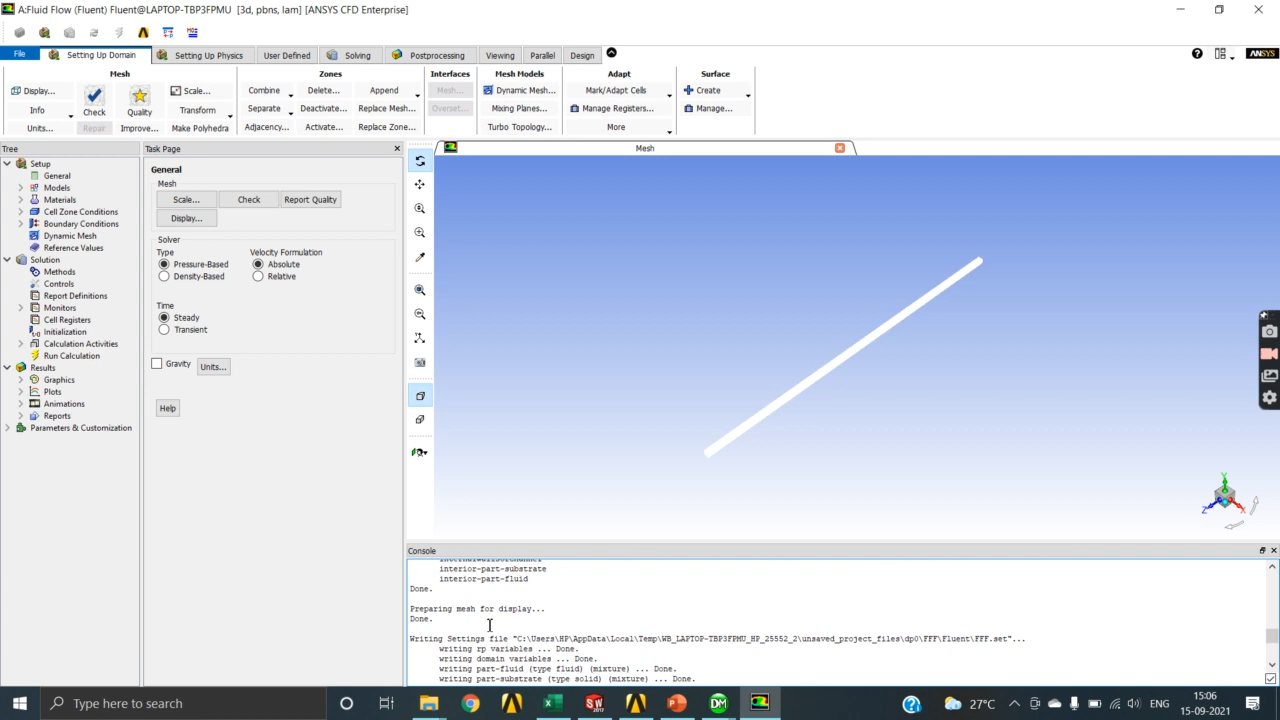 A:Fluid Flow (Fluent) Fluent@LAPTOP-TBP3FPMU [3d, pbns, lam] [ANSYS CFD Enterprise]
File Setting Up Domain Setting Up Physics User Defined Solving Postprocessing Viewing Parallel Design ANSYS
Mesh Zones Interfaces Mesh Models Adapt Surface
Display... Scale... Combine Delete... Append Mesh... Dynamic Mesh... Mark/Adapt Cells Create
Info Check Quality Transform Separate Deactivate... Replace Mesh... Overset... Mixing Planes... Manage Registers... Manage...
Units... Repair Improve... Make Polyhedra Adjacency... Activate... Replace Zone... Turbo Topology... More
Tree
Setup
General
Models
Materials
Cell Zone Conditions
Boundary Conditions
Dynamic Mesh
Reference Values
Solution
Methods
Controls
Report Definitions
Monitors
Cell Registers
Initialization
Calculation Activities
Run Calculation
Results
Graphics
Plots
Animations
Reports
Parameters & Customization
Task Page
General
Mesh
Scale... Check Report Quality
Display...
Solver
Type Velocity Formulation
Pressure-Based Absolute
Density-Based Relative
Time
Steady
Transient
Gravity Units...
Help
Mesh
Y
Z X
Console
interior-part-substrate
interior-part-fluid
Done.
Preparing mesh for display...
Done.
Writing Settings file "C:\Users\HP\AppData\Local\Temp\WB_LAPTOP-TBP3FPMU_HP_25552_2\unsaved_project_files\dp0\FFF\Fluent\FFF.set"...
writing rp variables ... Done.
writing domain variables ... Done.
writing part-fluid (type fluid) (mixture) ... Done.
writing part-substrate (type solid) (mixture) ... Done.
Type here to search
27°C ENG
15:06
15-09-2021